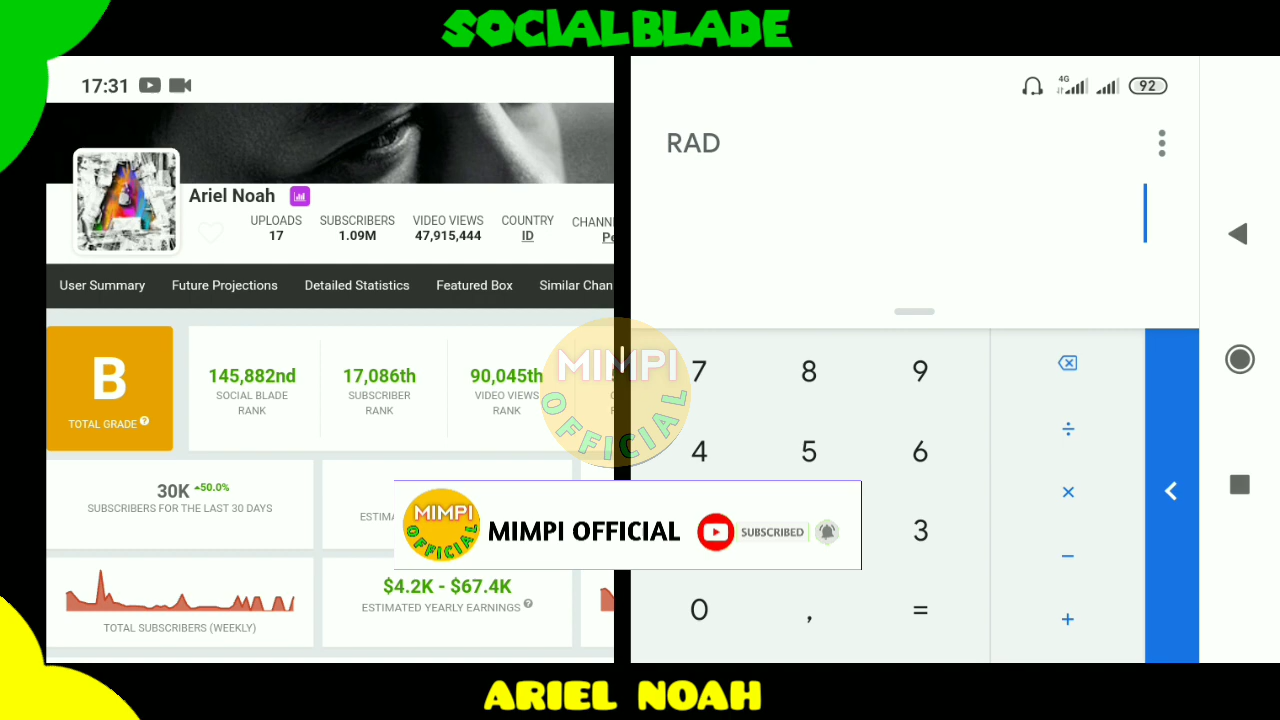 SOCIALBLADE
17:31
4G
92
Ariel Noah
UPLOADS
17
SUBSCRIBERS
1.09M
VIDEO VIEWS
47,915,444
COUNTRY
ID
CHANN
Pe
User Summary
Future Projections
Detailed Statistics
Featured Box
Similar Chan
B
TOTAL GRADE ?
145,882nd
SOCIAL BLADE
RANK
17,086th
SUBSCRIBER
RANK
90,045th
VIDEO VIEWS
RANK
30K 50.0%
SUBSCRIBERS FOR THE LAST 30 DAYS
ESTIMA
TOTAL SUBSCRIBERS (WEEKLY)
$4.2K - $67.4K
ESTIMATED YEARLY EARNINGS ?
MIMPI
OFFICIAL
MIMPI
OFFICIAL
MIMPI OFFICIAL
SUBSCRIBED
RAD
7 8 9
÷
4 5 6
×
3
−
0 , =
+
ARIEL NOAH